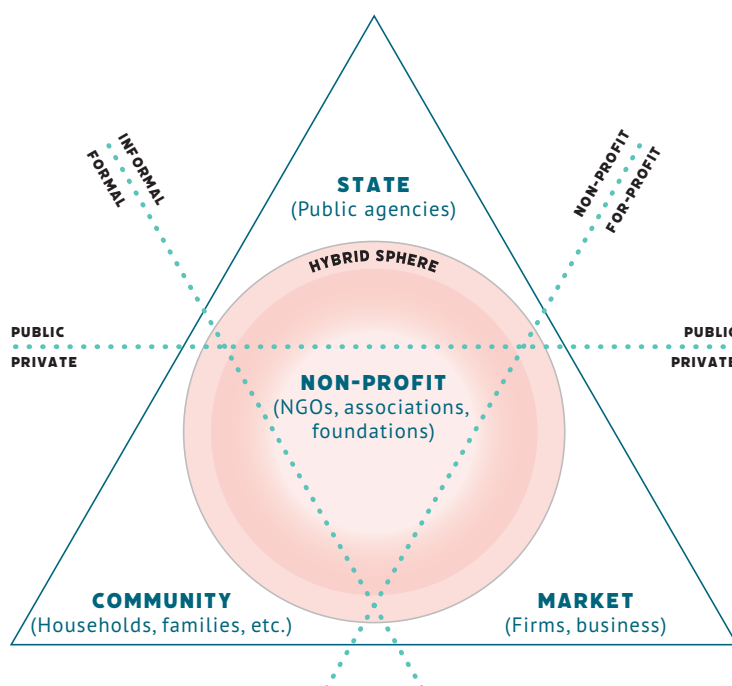 INFORMAL
FORMAL
NON-PROFIT
FOR-PROFIT
STATE
(Public agencies)
HYBRID SPHERE
PUBLIC
PRIVATE
PUBLIC
PRIVATE
NON-PROFIT
(NGOs, associations,
foundations)
COMMUNITY
(Households, families, etc.)
MARKET
(Firms, business)